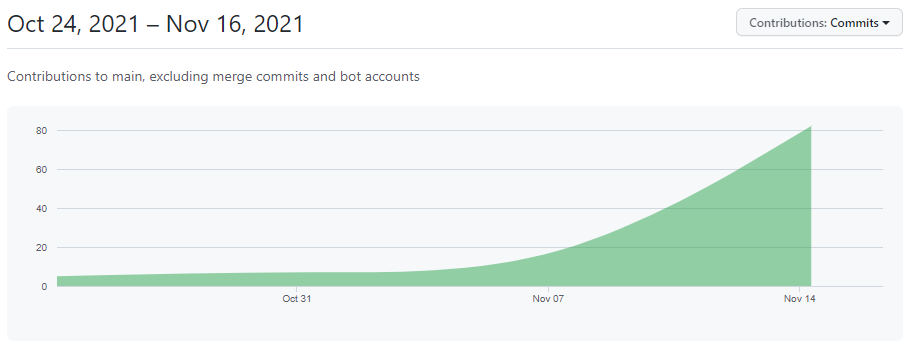 Oct 24, 2021 – Nov 16, 2021
Contributions: Commits
Contributions to main, excluding merge commits and bot accounts
80
60
40
20
0
Oct 31
Nov 07
Nov 14